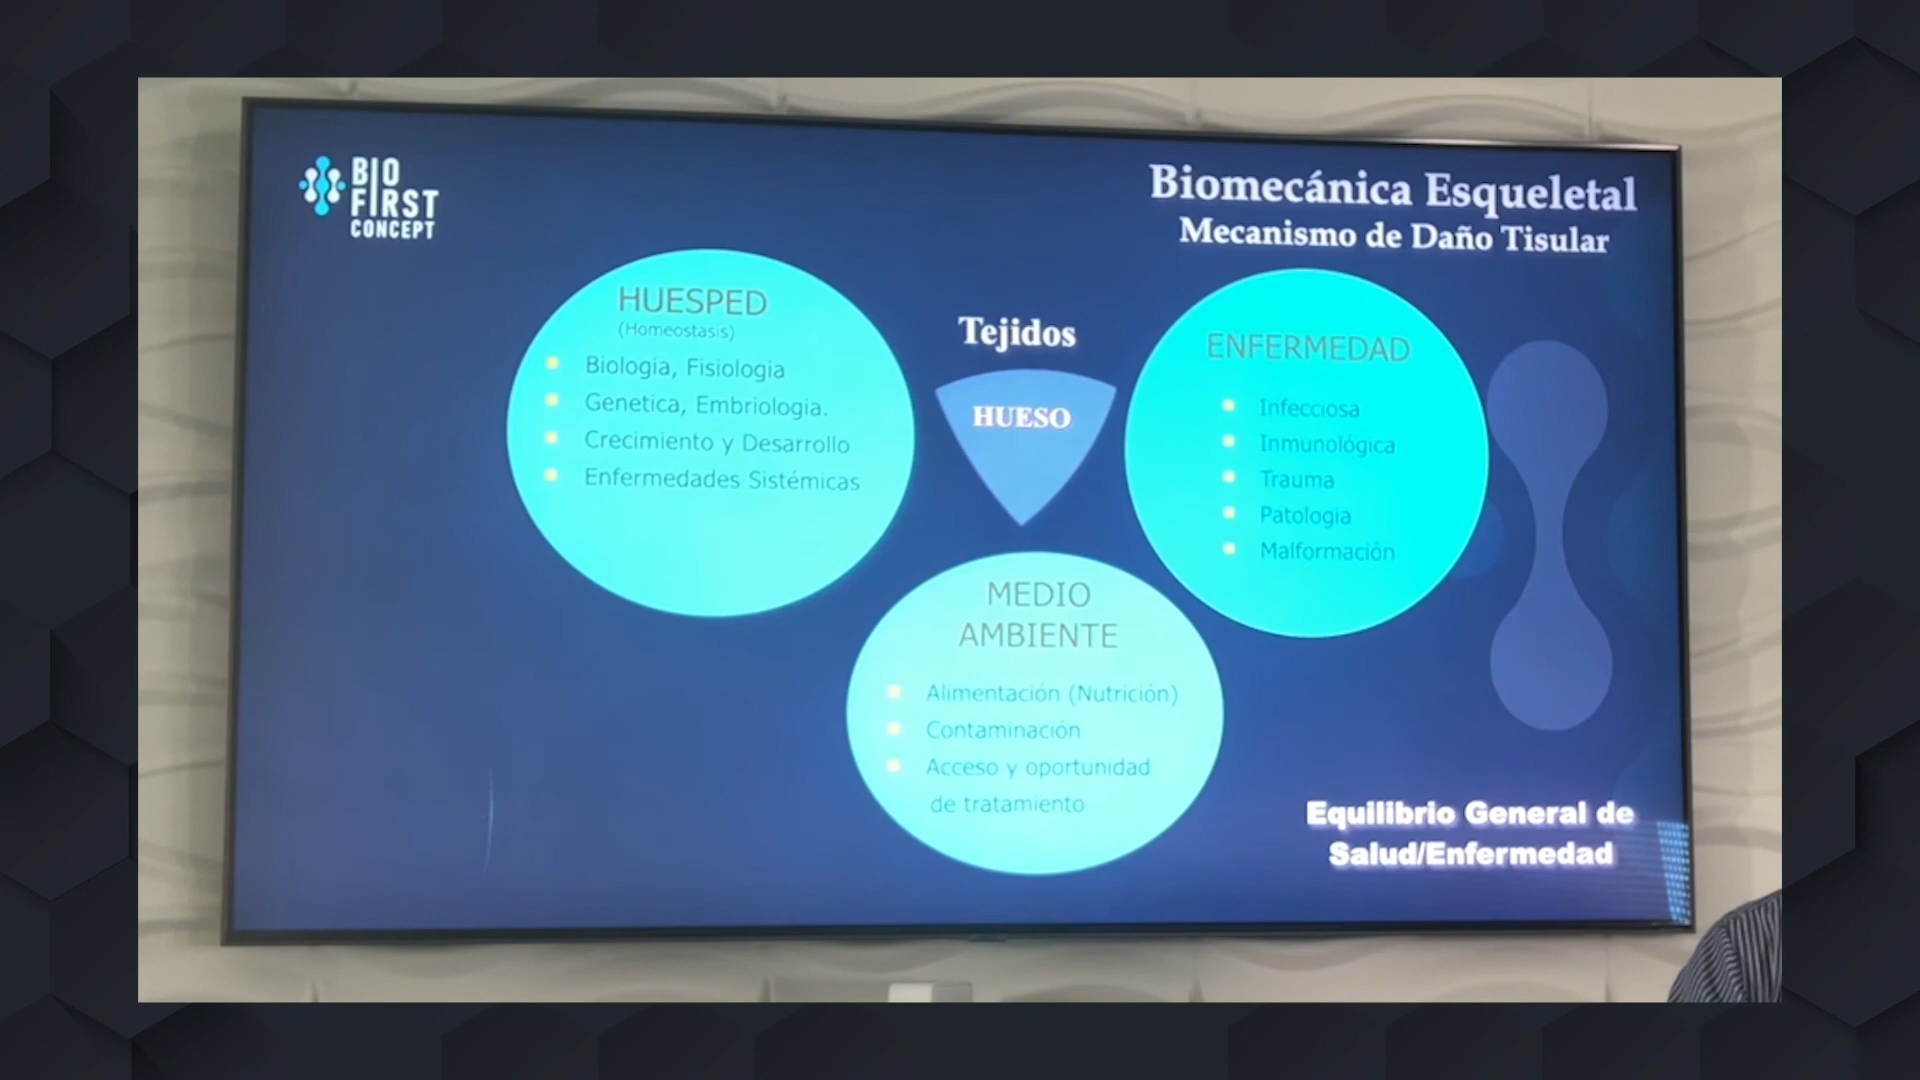 BIO
FIRST
CONCEPT
Biomecánica Esqueletal
Mecanismo de Daño Tisular
HUESPED
(Homeostasis)
Biologia, Fisiologia
Genetica, Embriologia.
Crecimiento y Desarrollo
Enfermedades Sistémicas
Tejidos
HUESO
ENFERMEDAD
Infecciosa
Inmunológica
Trauma
Patologia
Malformación
MEDIO
AMBIENTE
Alimentación (Nutrición)
Contaminación
Acceso y oportunidad
de tratamiento
Equilibrio General de
Salud/Enfermedad